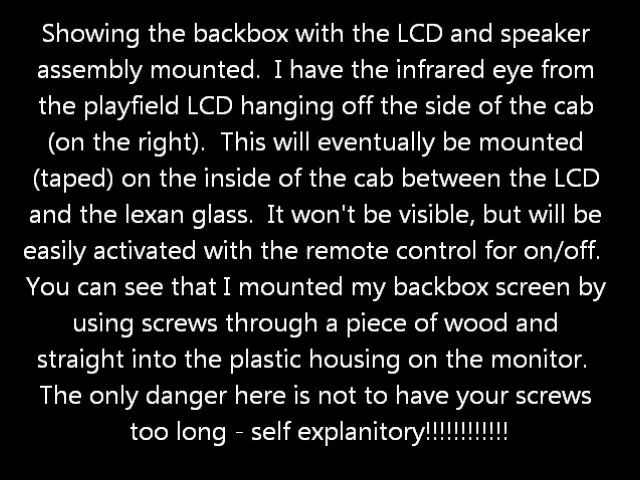 Showing the backbox with the LCD and speaker
assembly mounted.  I have the infrared eye from
the playfield LCD hanging off the side of the cab
(on the right).  This will eventually be mounted
(taped) on the inside of the cab between the LCD
and the lexan glass.  It won't be visible, but will be
easily activated with the remote control for on/off.
You can see that I mounted my backbox screen by
using screws through a piece of wood and
straight into the plastic housing on the monitor.
The only danger here is not to have your screws
too long - self explanitory!!!!!!!!!!!!